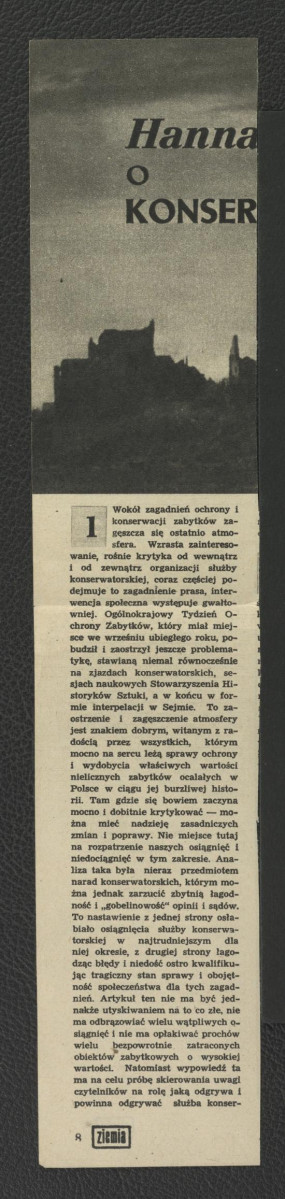 Hanna
O
KONSER
1
Wokół zagadnień ochrony i
konserwacji zabytków za-
gęszcza się ostatnio atmo-
sfera. Wzrasta zaintereso-
wanie, rośnie krytyka od wewnątrz
i od zewnątrz organizacji służby
konserwatorskiej, coraz częściej po-
dejmuje to zagadnienie prasa, inter-
wencja społeczna występuje gwałto-
wniej. Ogólnokrajowy Tydzień O-
chrony Zabytków, który miał miej-
sce we wrześniu ubiegłego roku, po-
budził i zaostrzył jeszcze problema-
tykę, stawianą niemal równocześnie
na zjazdach konserwatorskich, se-
sjach naukowych Stowarzyszenia Hi-
storyków Sztuki, a w końcu w for-
mie interpelacji w Sejmie. To za-
ostrzenie i zagęszczenie atmosfery
jest znakiem dobrym, witanym z ra-
dością przez wszystkich, którym
mocno na sercu leżą sprawy ochrony
i wydobycia właściwych wartości
nielicznych zabytków ocalałych w
Polsce w ciągu jej burzliwej histo-
rii. Tam gdzie się bowiem zaczyna
mocno i dobitnie krytykować — mo-
żna mieć nadzieję zasadniczych
zmian i poprawy. Nie miejsce tutaj
na rozpatrzenie naszych osiągnięć i
niedociągnięć w tym zakresie. Ana-
liza taka była nieraz przedmiotem
narad konserwatorskich, którym mo-
żna jednak zarzucić zbytnią łagod-
ność i „gobelinowość" opinii i sądów.
To nastawienie z jednej strony osła-
biało osiągnięcia służby konserwa-
torskiej w najtrudniejszym dla
niej okresie, z drugiej strony łago-
dząc błędy i niedość ostro kwalifiku-
jąc tragiczny stan sprawy i obojęt-
ność społeczeństwa dla tych zagad-
nień. Artykuł ten nie ma być jed-
nakże utyskiwaniem na to co złe, nie
ma odbrązowiać wielu wątpliwych o-
siągnięć i nie ma opłakiwać prochów
wielu bezpowrotnie zatraconych
obiektów zabytkowych o wysokiej
wartości. Natomiast wypowiedź ta
ma na celu próbę skierowania uwagi
czytelników na rolę jaką odgrywa i
powinna odgrywać służba konser-
8 ziemia